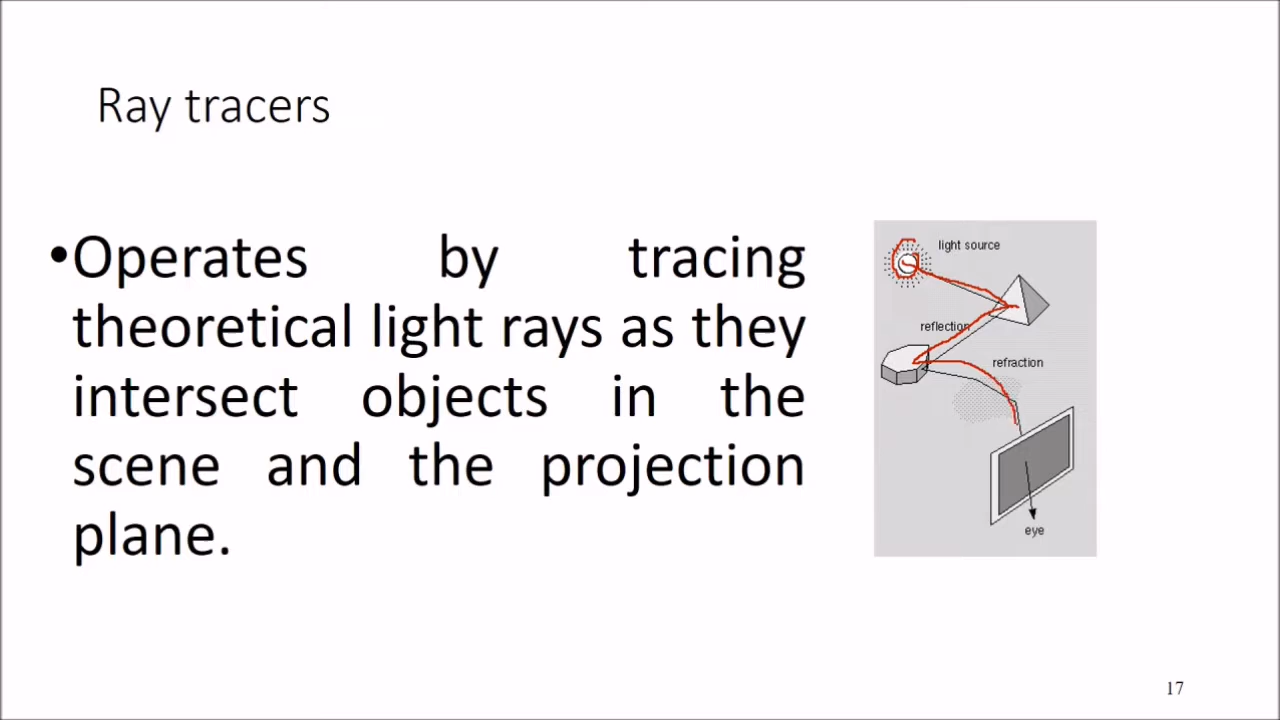 Ray tracers
•Operates by tracing
theoretical light rays as they
intersect objects in the
scene and the projection
plane.
light source
reflection
refraction
eye
17